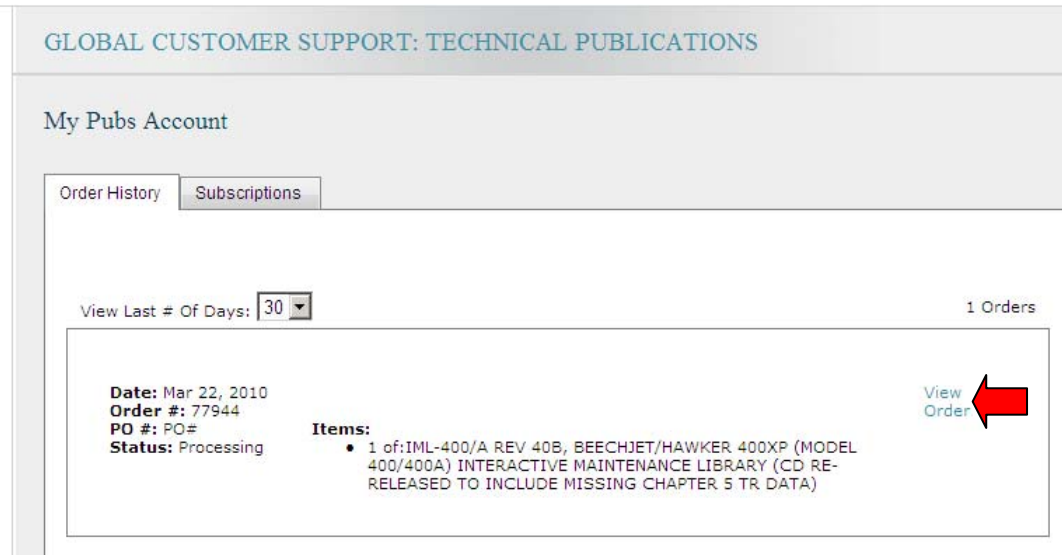 GLOBAL CUSTOMER SUPPORT: TECHNICAL PUBLICATIONS
My Pubs Account
Order History
Subscriptions
View Last # Of Days: 30
1 Orders
Date: Mar 22, 2010
Order #: 77944
PO #: PO#
Status: Processing
Items:
• 1 of:IML-400/A REV 40B, BEECHJET/HAWKER 400XP (MODEL
400/400A) INTERACTIVE MAINTENANCE LIBRARY (CD RE-
RELEASED TO INCLUDE MISSING CHAPTER 5 TR DATA)
View
Order